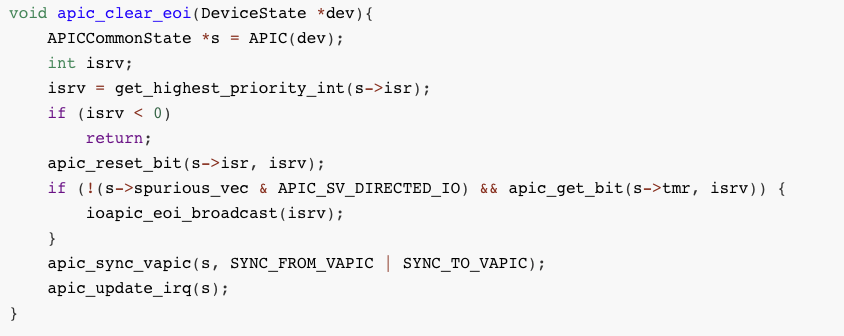 void apic_clear_eoi(DeviceState *dev){
    APICCommonState *s = APIC(dev);
    int isrv;
    isrv = get_highest_priority_int(s->isr);
    if (isrv < 0)
        return;
    apic_reset_bit(s->isr, isrv);
    if (!(s->spurious_vec & APIC_SV_DIRECTED_IO) && apic_get_bit(s->tmr, isrv)) {
        ioapic_eoi_broadcast(isrv);
    }
    apic_sync_vapic(s, SYNC_FROM_VAPIC | SYNC_TO_VAPIC);
    apic_update_irq(s);
}